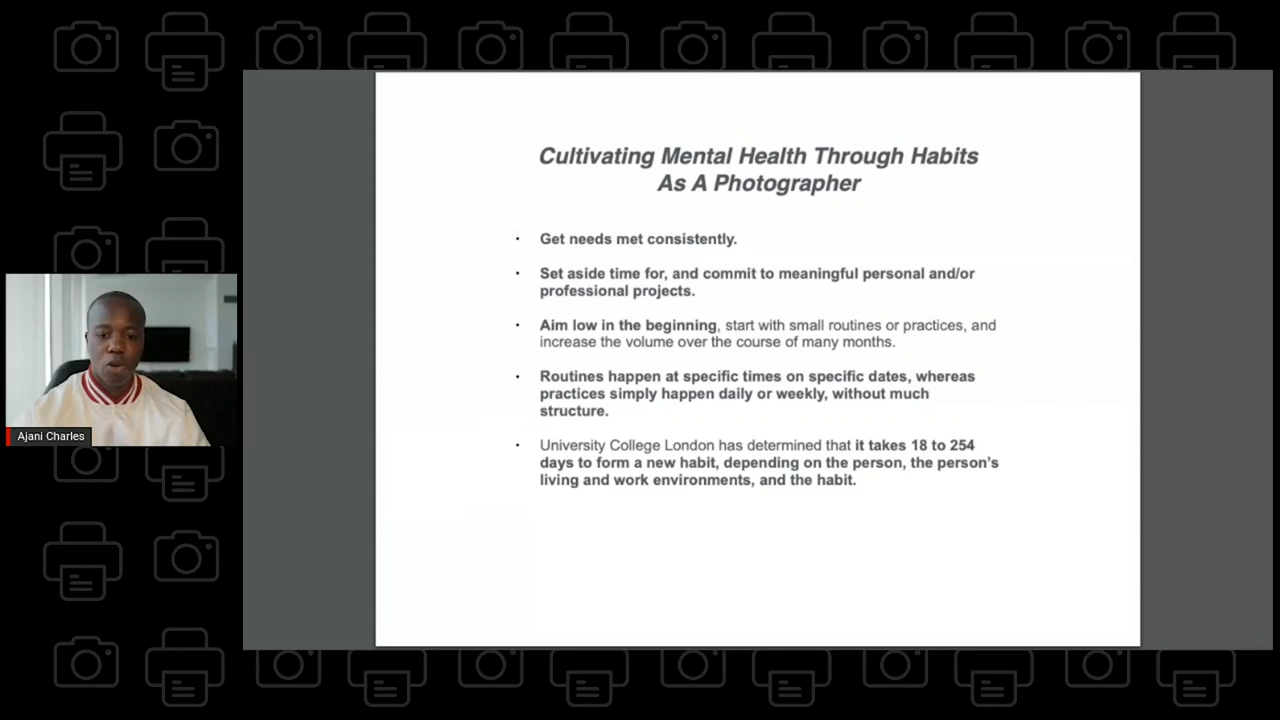 Cultivating Mental Health Through Habits
As A Photographer
· Get needs met consistently.
· Set aside time for, and commit to meaningful personal and/or
professional projects.
· Aim low in the beginning, start with small routines or practices, and
increase the volume over the course of many months.
· Routines happen at specific times on specific dates, whereas
practices simply happen daily or weekly, without much
structure.
· University College London has determined that it takes 18 to 254
days to form a new habit, depending on the person, the person's
living and work environments, and the habit.
Ajani Charles